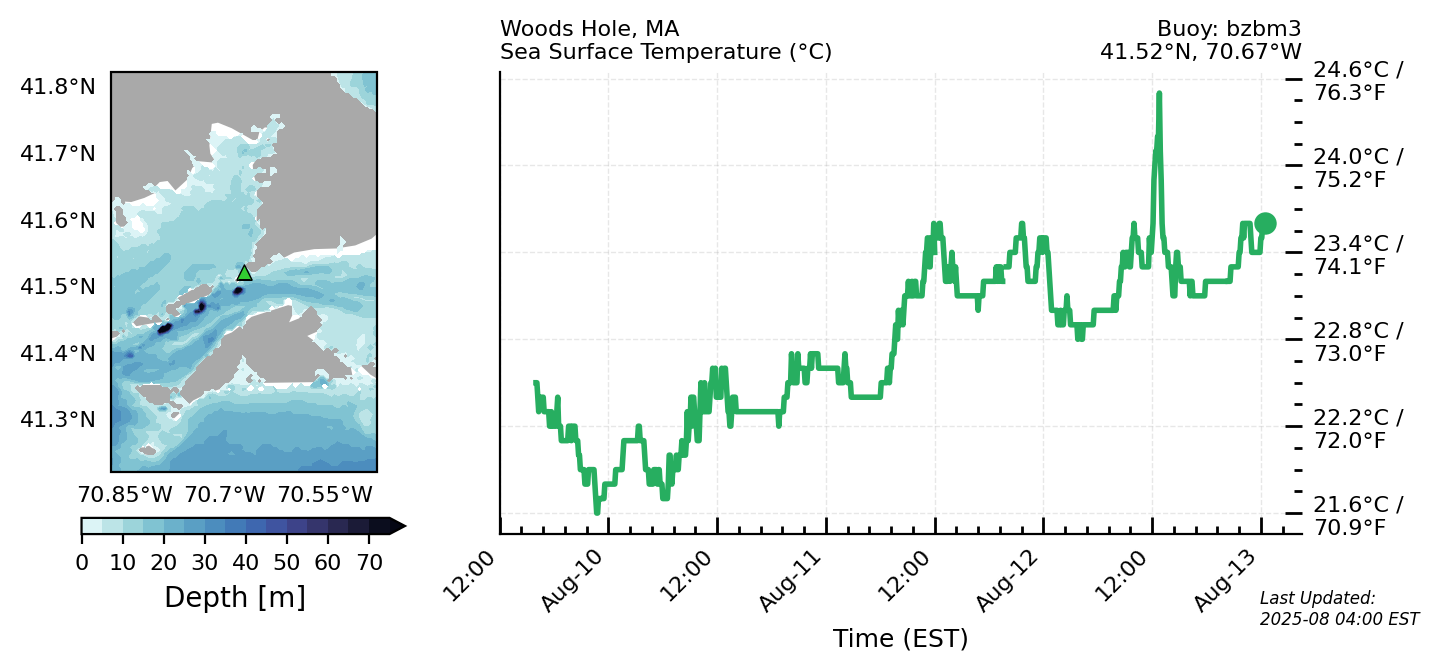 Woods Hole, MA
Sea Surface Temperature (°C)
Buoy: bzbm3
41.52°N, 70.67°W
41.8°N
41.7°N
41.6°N
41.5°N
41.4°N
41.3°N
70.85°W 70.7°W 70.55°W
0 10 20 30 40 50 60 70
Depth [m]
24.6°C /
76.3°F
24.0°C /
75.2°F
23.4°C /
74.1°F
22.8°C /
73.0°F
22.2°C /
72.0°F
21.6°C /
70.9°F
12:00 Aug-10 12:00 Aug-11 12:00 Aug-12 12:00 Aug-13
Time (EST)
Last Updated:
2025-08 04:00 EST